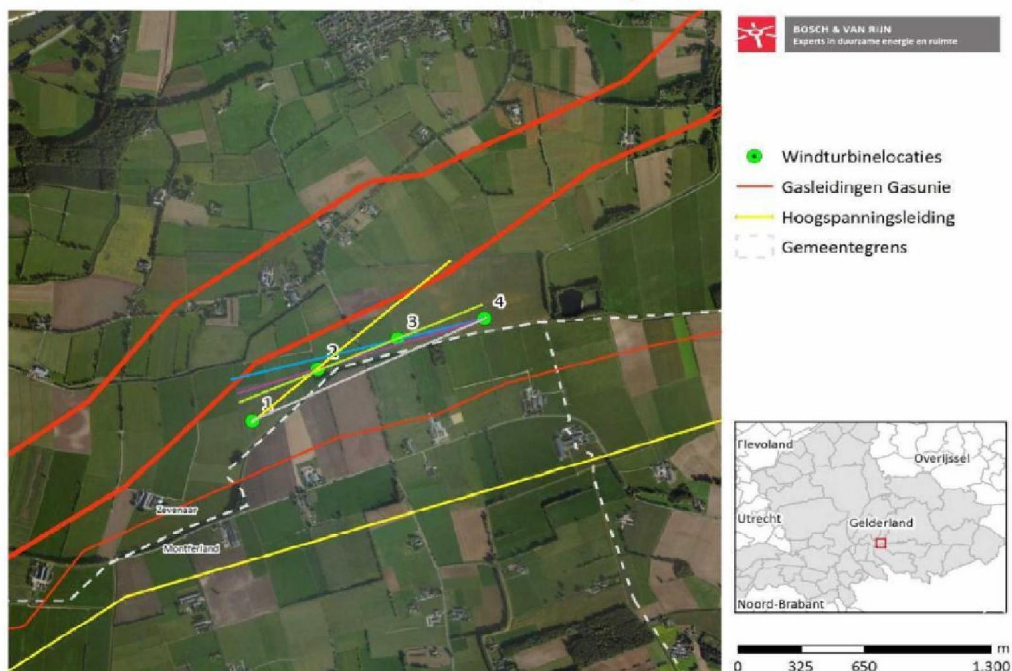 BOSCH & VAN RIJN
Experts in duurzame energie en ruimte
Windturbinelocaties
Gasleidingen Gasunie
Hoogspanningsleiding
Gemeentegrens
4
3
2
1
Zevenaar
Montferland
Flevoland
Overijssel
Utrecht
Gelderland
Noord-Brabant
m
0 325 650 1.300